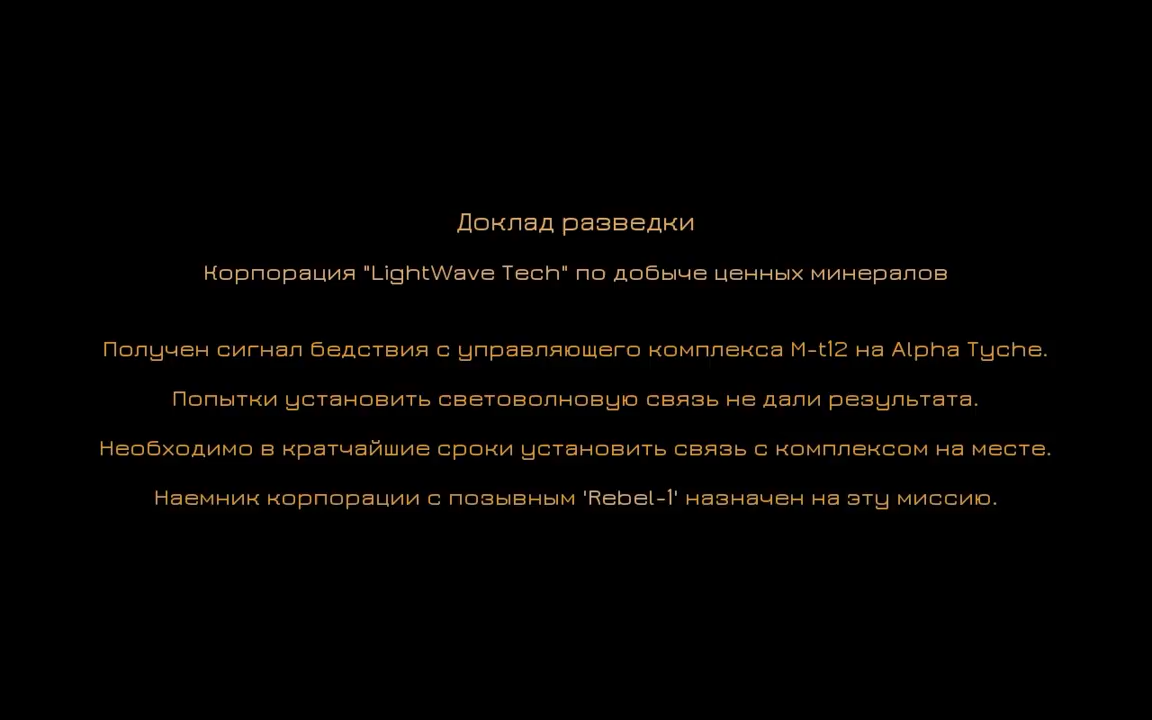 Доклад разведки
Корпорация "LightWave Tech" по добыче ценных минералов
Получен сигнал бедствия с управляющего комплекса M-t12 на Alpha Tyche.
Попытки установить световолновую связь не дали результата.
Необходимо в кратчайшие сроки установить связь с комплексом на месте.
Наемник корпорации с позывным 'Rebel-1' назначен на эту миссию.